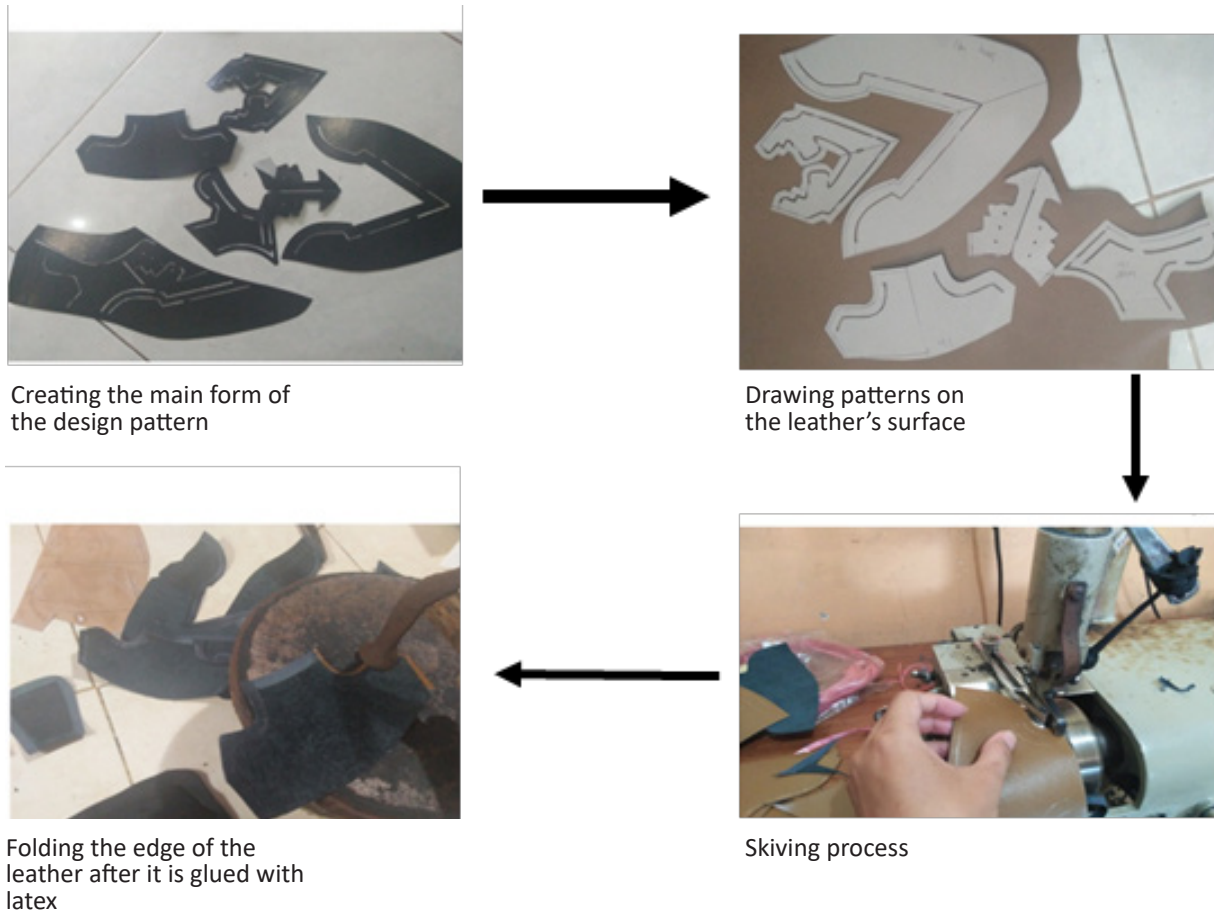 Creating the main form of
the design pattern
Drawing patterns on
the leather’s surface
Skiving process
Folding the edge of the
leather after it is glued with
latex